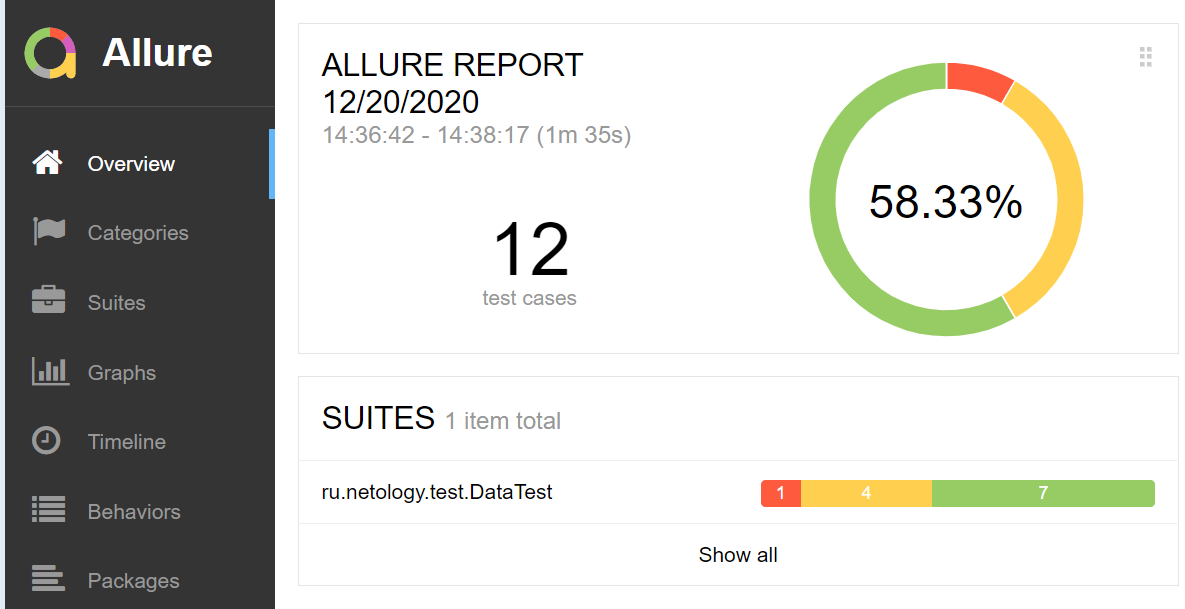 Allure
Overview
Categories
Suites
Graphs
Timeline
Behaviors
Packages
ALLURE REPORT
12/20/2020
14:36:42 - 14:38:17 (1m 35s)
12
test cases
58.33%
SUITES 1 item total
ru.netology.test.DataTest 1 4 7
Show all